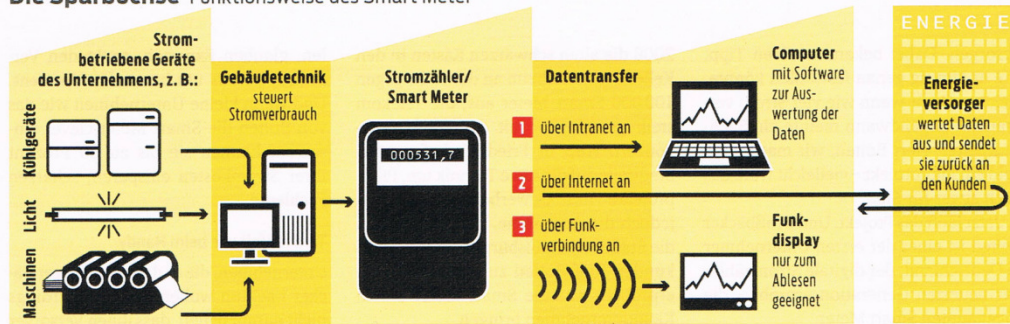 Die Sparbüchse Funktionsweise des Smart Meter
Strom-
betriebene Geräte
des Unternehmens, z. B.:
Kühlgeräte
Licht
Maschinen
Gebäudetechnik
steuert
Stromverbrauch
Stromzähler/
Smart Meter
000531,7
Datentransfer
1 über Intranet an
2 über Internet an
3 über Funk-
verbindung an
Computer
mit Software
zur Aus-
wertung der
Daten
Funk-
display
nur zum
Ablesen
geeignet
ENERGIE
Energie-
versorger
wertet Daten
aus und sendet
sie zurück an
den Kunden